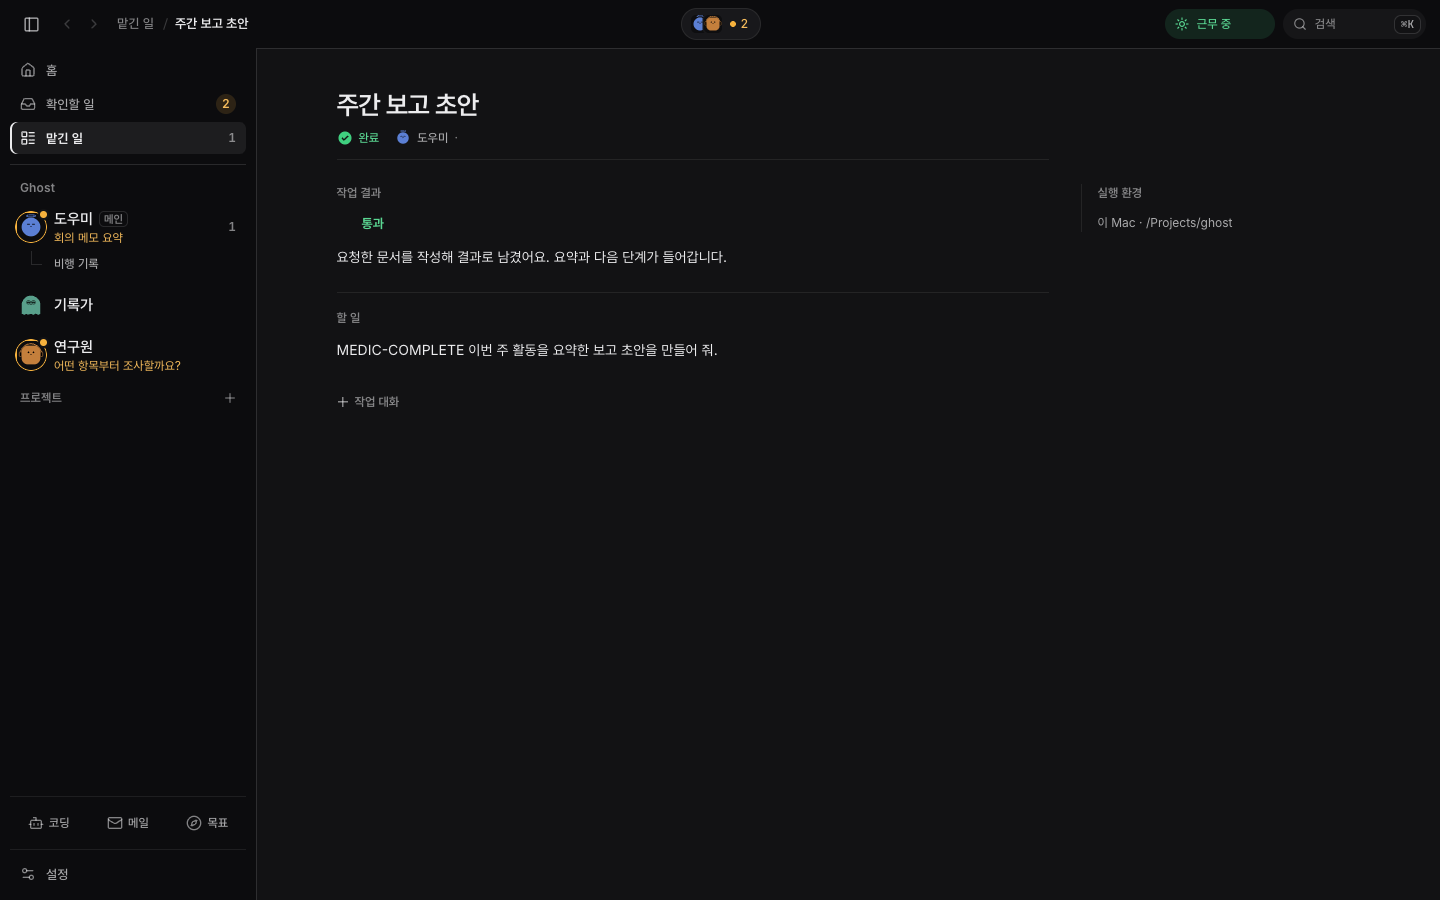 맡긴 일 / 주간 보고 초안
2
근무 중
검색
⌘K
홈
확인할 일 2
맡긴 일 1
Ghost
도우미 메인 1
회의 메모 요약
비행 기록
기록가
연구원
어떤 항목부터 조사할까요?
프로젝트
코딩
메일
목표
설정
주간 보고 초안
완료 도우미 ·
작업 결과
통과
요청한 문서를 작성해 결과로 남겼어요. 요약과 다음 단계가 들어갑니다.
할 일
MEDIC-COMPLETE 이번 주 활동을 요약한 보고 초안을 만들어 줘.
작업 대화
실행 환경
이 Mac · /Projects/ghost